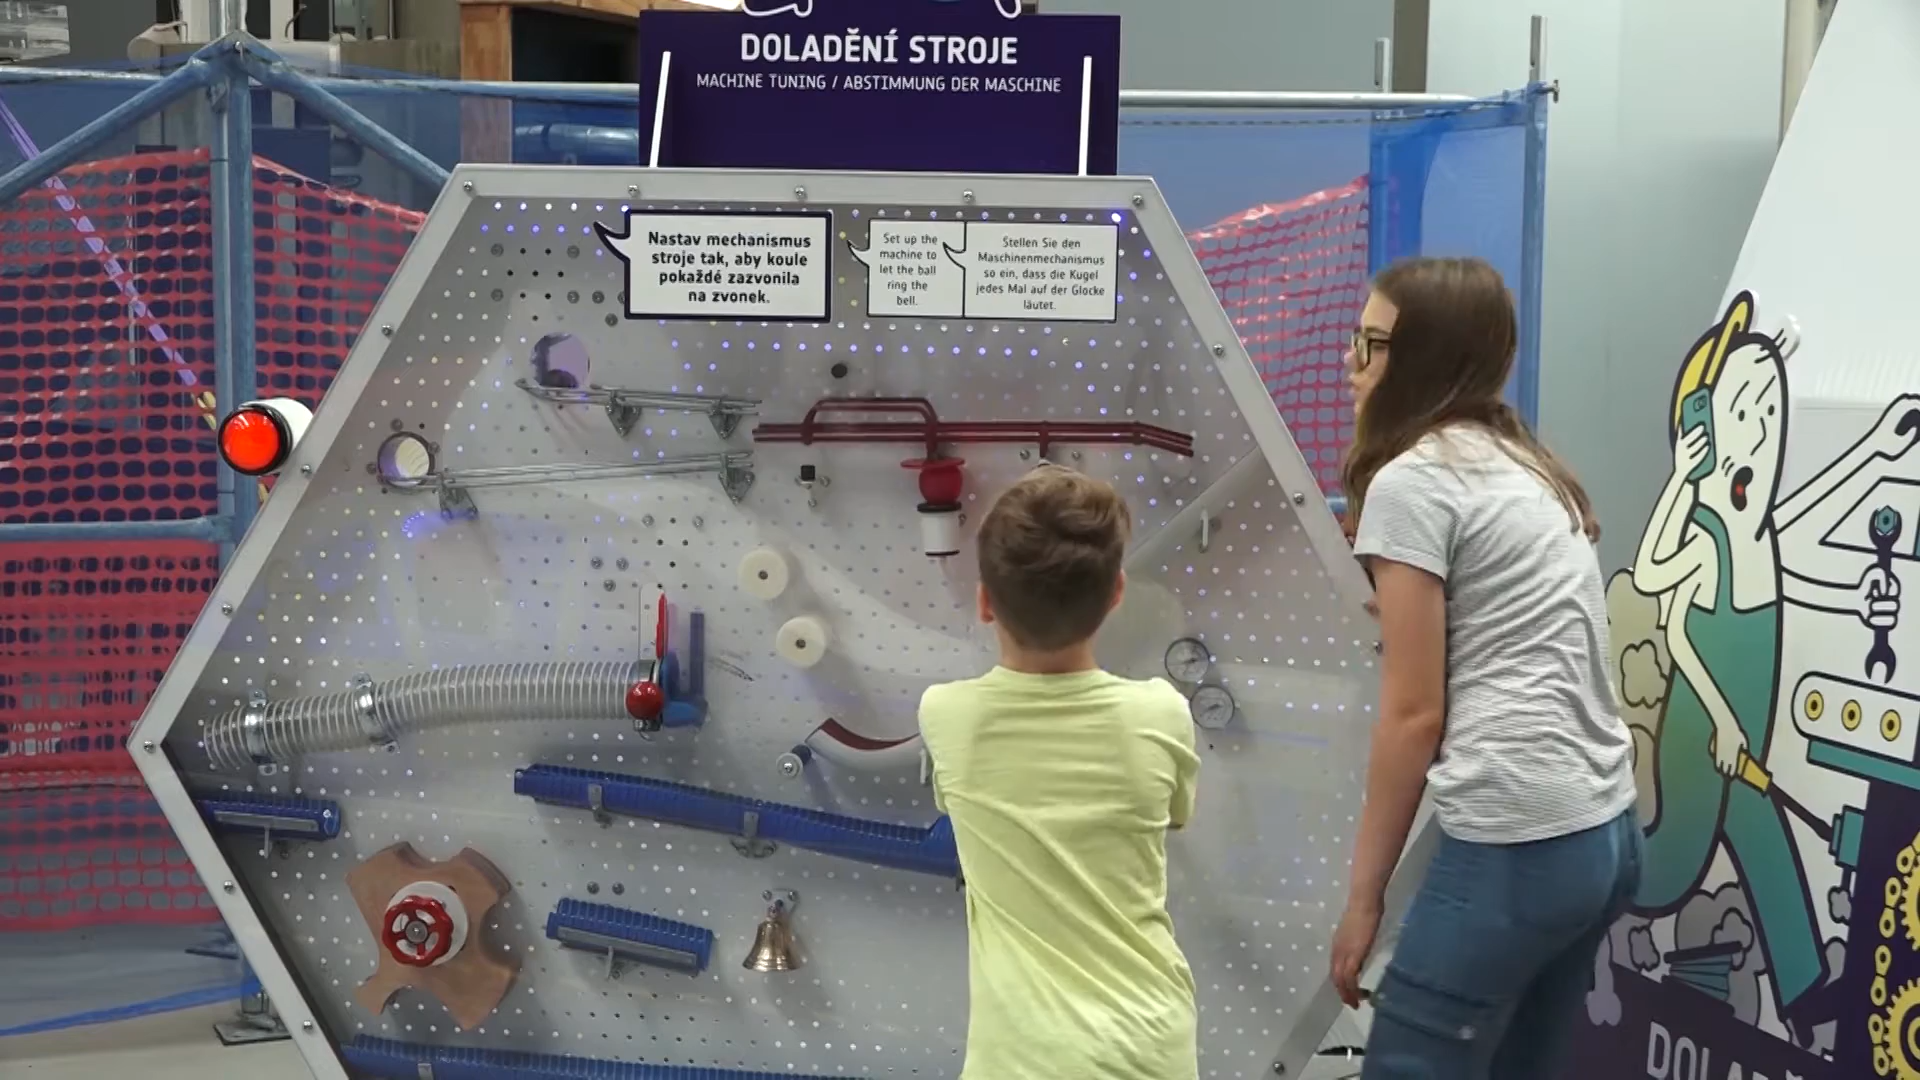 DOLADĚNÍ STROJE
MACHINE TUNING / ABSTIMMUNG DER MASCHINE
Nastav mechanismus
stroje tak, aby koule
pokaždé zazvonila
na zvonek.
Set up the
machine to
let the ball
ring the
bell.
Stellen Sie den
Maschinenmechanismus
so ein, dass die Kugel
jedes Mal auf der Glocke
läutet.